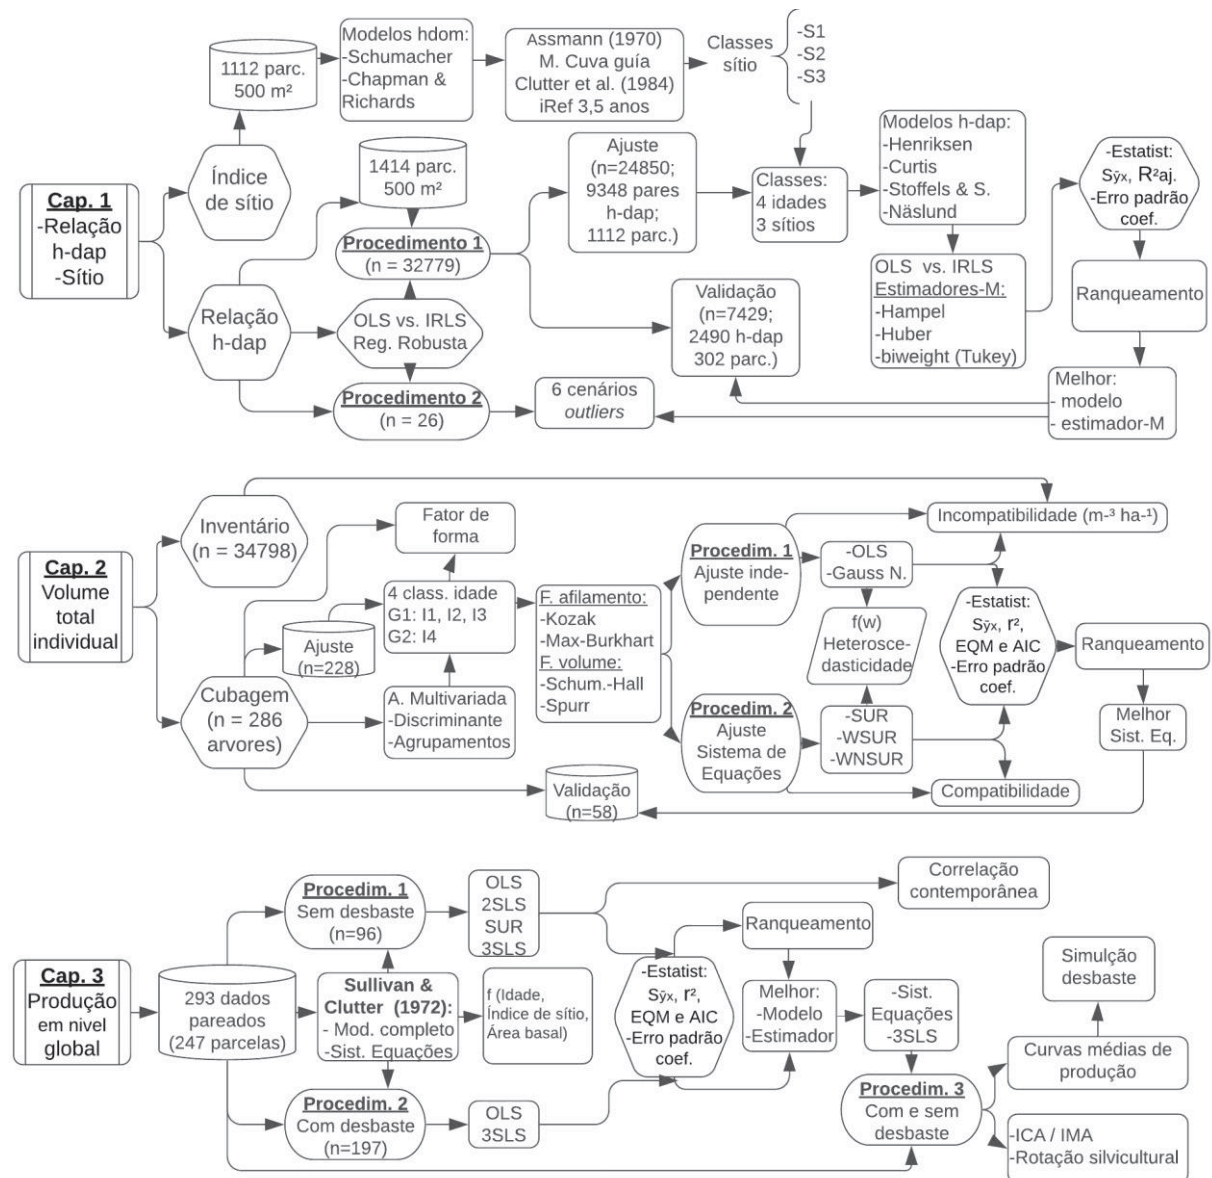 Cap. 1
-Relação
h-dap
-Sítio
Índice
de sítio
1112 parc.
500 m²
Modelos hdom:
-Schumacher
-Chapman &
Richards
Assmann (1970)
M. Cuva guía
Clutter et al. (1984)
iRef 3,5 anos
Classes
sítio
-S1
-S2
-S3
Relação
h-dap
1414 parc.
500 m²
Procedimento 1
(n = 32779)
OLS vs. IRLS
Reg. Robusta
Procedimento 2
(n = 26)
6 cenários
outliers
Ajuste
(n=24850;
9348 pares
h-dap;
1112 parc.)
Validação
(n=7429;
2490 h-dap
302 parc.)
Classes:
4 idades
3 sítios
Modelos h-dap:
-Henriksen
-Curtis
-Stoffels & S.
-Näslund
OLS vs. IRLS
Estimadores-M:
-Hampel
-Huber
-biweight (Tukey)
-Estatist:
Sŷx, R²aj.
-Erro padrão
coef.
Ranqueamento
Melhor:
- modelo
- estimador-M
Cap. 2
Volume
total
individual
Inventário
(n = 34798)
Cubagem
(n = 286
arvores)
Ajuste
(n=228)
Fator de
forma
4 class. idade
G1: I1, I2, I3
G2: I4
A. Multivariada
-Discriminante
-Agrupamentos
Validação
(n=58)
F. afilamento:
-Kozak
-Max-Burkhart
F. volume:
-Schum.-Hall
-Spurr
Procedim. 1
Ajuste inde-
pendente
Procedim. 2
Ajuste
Sistema de
Equações
-OLS
-Gauss N.
f(w)
Heterosce-
dasticidade
-SUR
-WSUR
-WNSUR
Incompatibilidade (m-³ ha-¹)
-Estatist:
Sŷx, r²,
EQM e AIC
-Erro padrão
coef.
Compatibilidade
Ranqueamento
Melhor
Sist. Eq.
Cap. 3
Produção
em nivel
global
293 dados
pareados
(247 parcelas)
Procedim. 1
Sem desbaste
(n=96)
Sullivan &
Clutter (1972):
- Mod. completo
-Sist. Equações
Procedim. 2
Com desbaste
(n=197)
OLS
2SLS
SUR
3SLS
f (Idade,
Índice de sítio,
Área basal)
OLS
3SLS
-Estatist:
Sŷx, r²,
EQM e AIC
-Erro padrão
coef.
Ranqueamento
Melhor:
-Modelo
-Estimador
Correlação
contemporânea
-Sist.
Equações
-3SLS
Procedim. 3
Com e sem
desbaste
Simulção
desbaste
Curvas médias de
produção
-ICA / IMA
-Rotação silvicultural